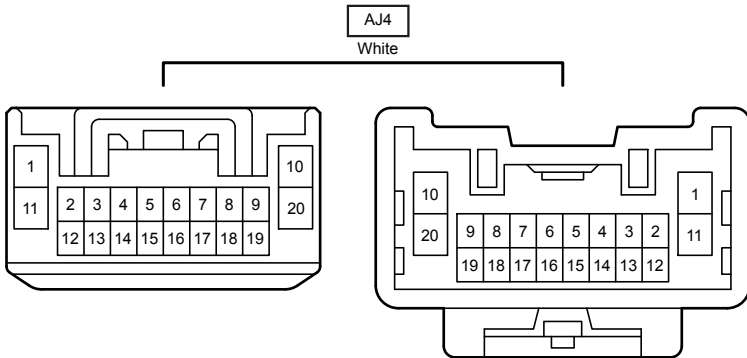 AJ4
White
1 10
11 2 3 4 5 6 7 8 9 20
12 13 14 15 16 17 18 19
10 1
20 9 8 7 6 5 4 3 2 11
19 18 17 16 15 14 13 12